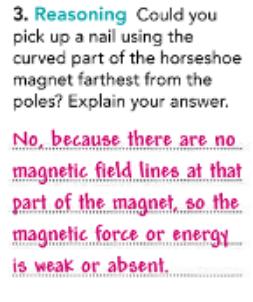 3. Reasoning Could you
pick up a nail using the
curved part of the horseshoe
magnet farthest from the
poles? Explain your answer.
No, because there are no
magnetic field lines at that
part of the magnet, so the
magnetic force or energy
is weak or absent.